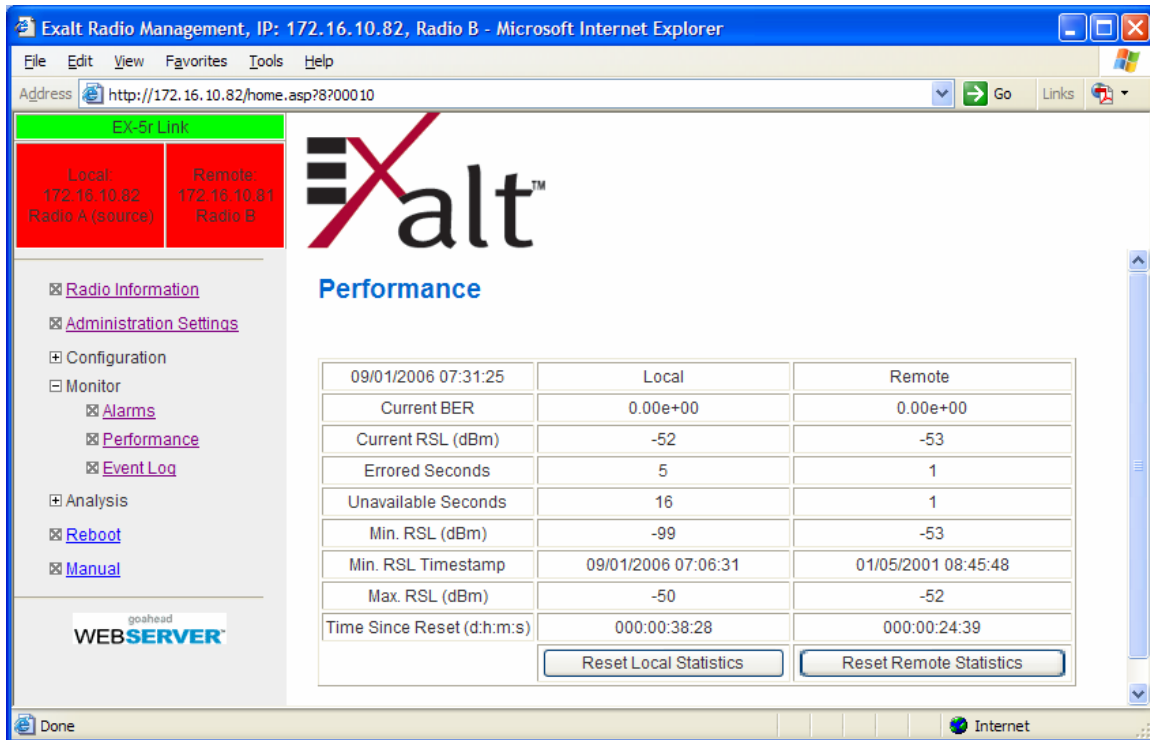 Exalt Radio Management, IP: 172.16.10.82, Radio B - Microsoft Internet Explorer
File Edit View Favorites Tools Help
Address http://172.16.10.82/home.asp?8?00010 Go Links
EX-5r Link
Local:
172.16.10.82
Radio A (source)
Remote:
172.16.10.81
Radio B
EXalt™
Radio Information
Administration Settings
Configuration
Monitor
Alarms
Performance
Event Log
Analysis
Reboot
Manual
goahead
WEBSERVER
Performance
09/01/2006 07:31:25 Local Remote
Current BER 0.00e+00 0.00e+00
Current RSL (dBm) -52 -53
Errored Seconds 5 1
Unavailable Seconds 16 1
Min. RSL (dBm) -99 -53
Min. RSL Timestamp 09/01/2006 07:06:31 01/05/2001 08:45:48
Max. RSL (dBm) -50 -52
Time Since Reset (d:h:m:s) 000:00:38:28 000:00:24:39
Reset Local Statistics Reset Remote Statistics
Done Internet